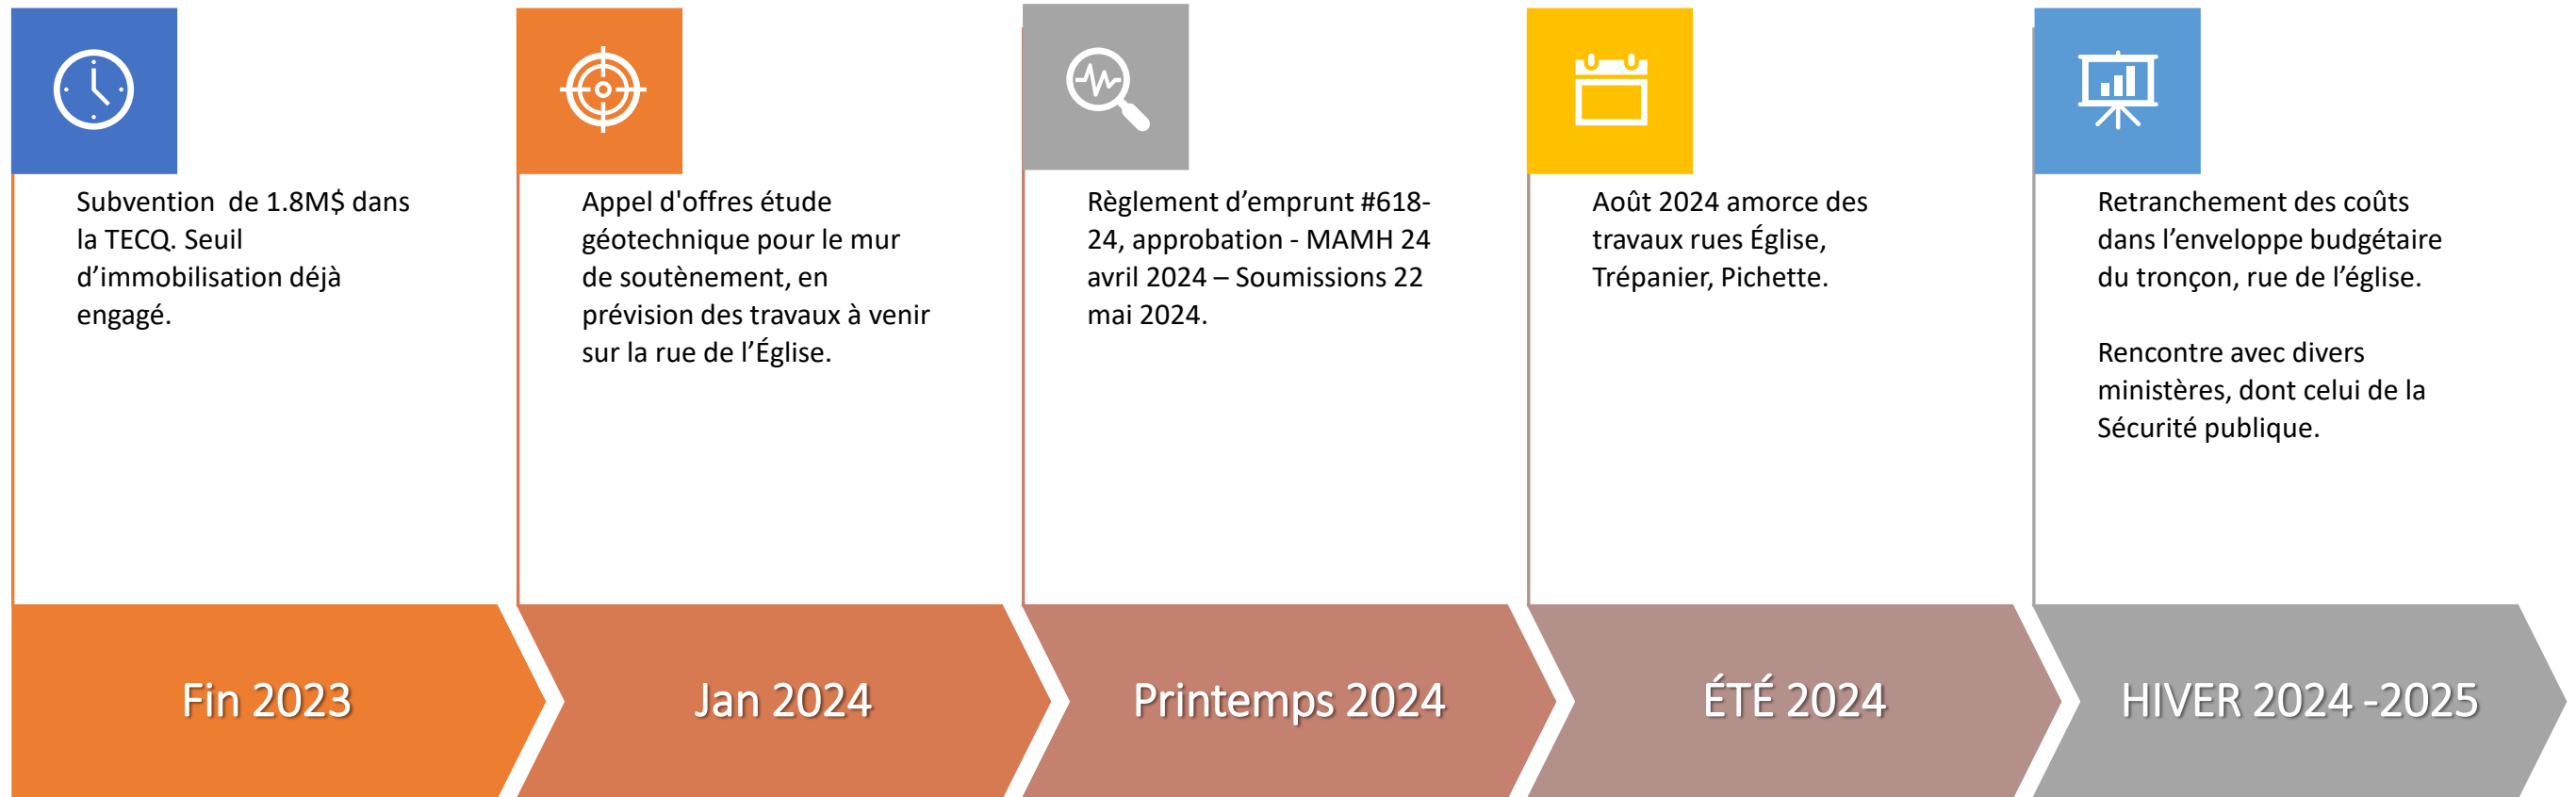 Subvention  de 1.8M$ dans
la TECQ. Seuil
d’immobilisation déjà
engagé.
Appel d'offres étude
géotechnique pour le mur
de soutènement, en
prévision des travaux à venir
sur la rue de l’Église.
Règlement d’emprunt #618-
24, approbation - MAMH 24
avril 2024 – Soumissions 22
mai 2024.
Août 2024 amorce des
travaux rues Église,
Trépanier, Pichette.
Retranchement des coûts
dans l’enveloppe budgétaire
du tronçon, rue de l’église.
Rencontre avec divers
ministères, dont celui de la
Sécurité publique.
Fin 2023
Jan 2024
Printemps 2024
ÉTÉ 2024
HIVER 2024 -2025